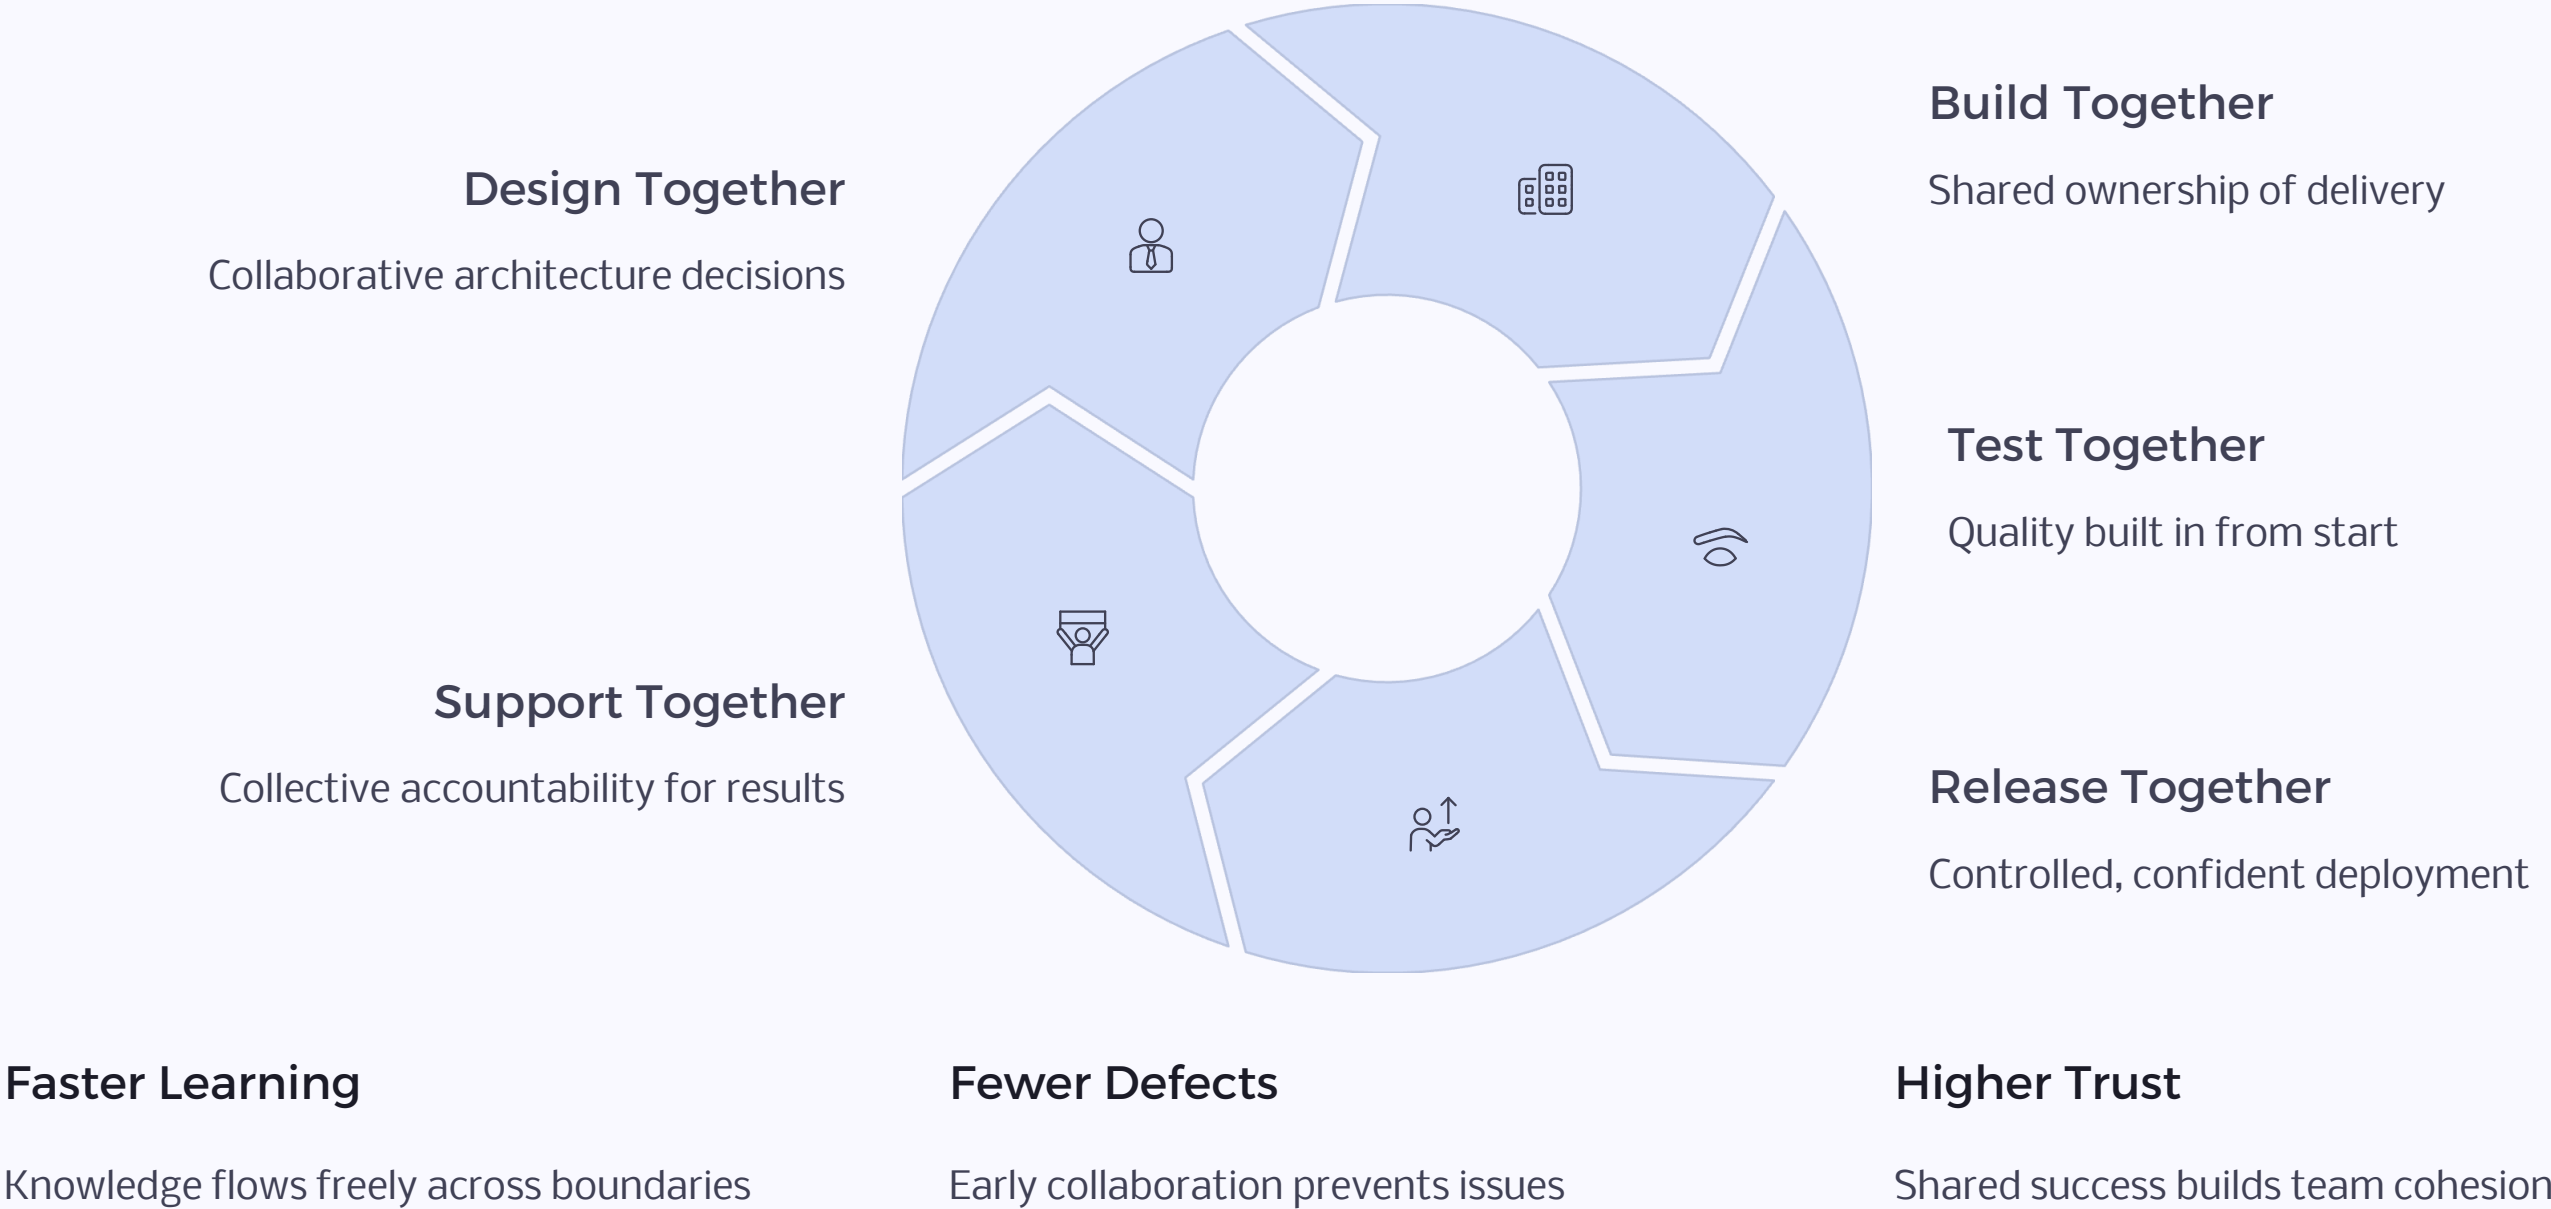 Build Together
Shared ownership of delivery
Design Together
Collaborative architecture decisions
Test Together
Quality built in from start
Support Together
Collective accountability for results
Release Together
Controlled, confident deployment
Faster Learning
Knowledge flows freely across boundaries
Fewer Defects
Early collaboration prevents issues
Higher Trust
Shared success builds team cohesion